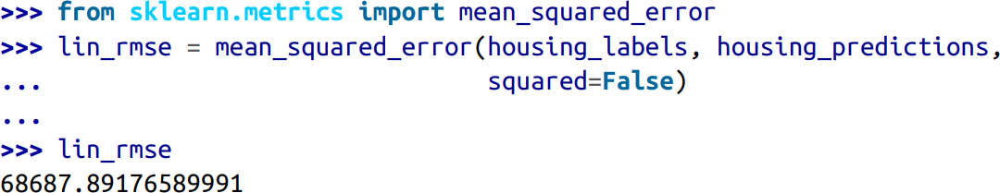 >>> from sklearn.metrics import mean_squared_error
>>> lin_rmse = mean_squared_error(housing_labels, housing_predictions,
...                               squared=False)
...
>>> lin_rmse
68687.89176589991